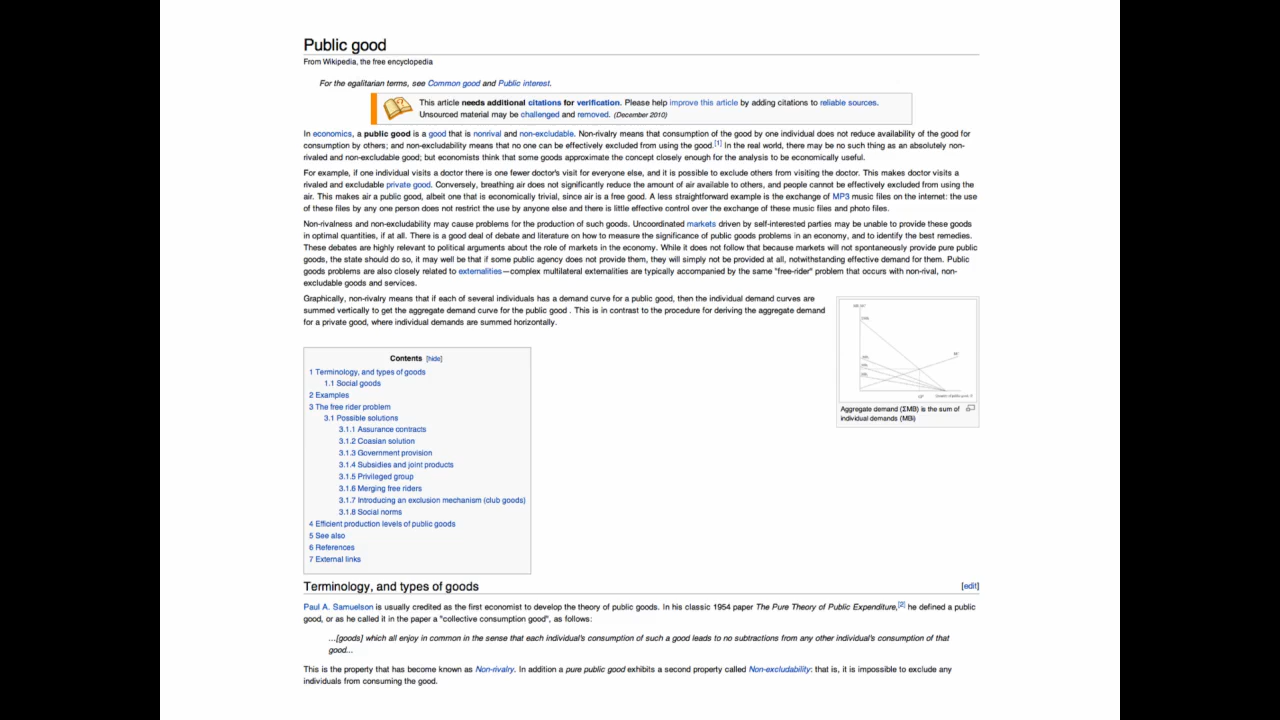 Public good
From Wikipedia, the free encyclopedia
For the egalitarian terms, see Common good and Public interest.
This article needs additional citations for verification. Please help improve this article by adding citations to reliable sources.
Unsourced material may be challenged and removed. (December 2010)
In economics, a public good is a good that is nonrival and non-excludable. Non-rivalry means that consumption of the good by one individual does not reduce availability of the good for
consumption by others; and non-excludability means that no one can be effectively excluded from using the good.[1] In the real world, there may be no such thing as an absolutely non-
rivaled and non-excludable good; but economists think that some goods approximate the concept closely enough for the analysis to be economically useful.
For example, if one individual visits a doctor there is one fewer doctor's visit for everyone else, and it is possible to exclude others from visiting the doctor. This makes doctor visits a
rivaled and excludable private good. Conversely, breathing air does not significantly reduce the amount of air available to others, and people cannot be effectively excluded from using the
air. This makes air a public good, albeit one that is economically trivial, since air is a free good. A less straightforward example is the exchange of MP3 music files on the internet: the use
of these files by any one person does not restrict the use by anyone else and there is little effective control over the exchange of these music files and photo files.
Non-rivalness and non-excludability may cause problems for the production of such goods. Uncoordinated markets driven by self-interested parties may be unable to provide these goods
in optimal quantities, if at all. There is a good deal of debate and literature on how to measure the significance of public goods problems in an economy, and to identify the best remedies.
These debates are highly relevant to political arguments about the role of markets in the economy. While it does not follow that because markets will not spontaneously provide pure public
goods, the state should do so, it may well be that if some public agency does not provide them, they will simply not be provided at all, notwithstanding effective demand for them. Public
goods problems are also closely related to externalities—complex multilateral externalities are typically accompanied by the same "free-rider" problem that occurs with non-rival, non-
excludable goods and services.
Graphically, non-rivalry means that if each of several individuals has a demand curve for a public good, then the individual demand curves are
summed vertically to get the aggregate demand curve for the public good . This is in contrast to the procedure for deriving the aggregate demand
for a private good, where individual demands are summed horizontally.
MC
Aggregate demand (ΣMB) is the sum of
individual demands (MBi)
Contents [hide]
1 Terminology, and types of goods
1.1 Social goods
2 Examples
3 The free rider problem
3.1 Possible solutions
3.1.1 Assurance contracts
3.1.2 Coasian solution
3.1.3 Government provision
3.1.4 Subsidies and joint products
3.1.5 Privileged group
3.1.6 Merging free riders
3.1.7 Introducing an exclusion mechanism (club goods)
3.1.8 Social norms
4 Efficient production levels of public goods
5 See also
6 References
7 External links
Terminology, and types of goods [edit]
Paul A. Samuelson is usually credited as the first economist to develop the theory of public goods. In his classic 1954 paper The Pure Theory of Public Expenditure,[2] he defined a public
good, or as he called it in the paper a "collective consumption good", as follows:
...[goods] which all enjoy in common in the sense that each individual's consumption of such a good leads to no subtractions from any other individual's consumption of that
good...
This is the property that has become known as Non-rivalry. In addition a pure public good exhibits a second property called Non-excludability: that is, it is impossible to exclude any
individuals from consuming the good.